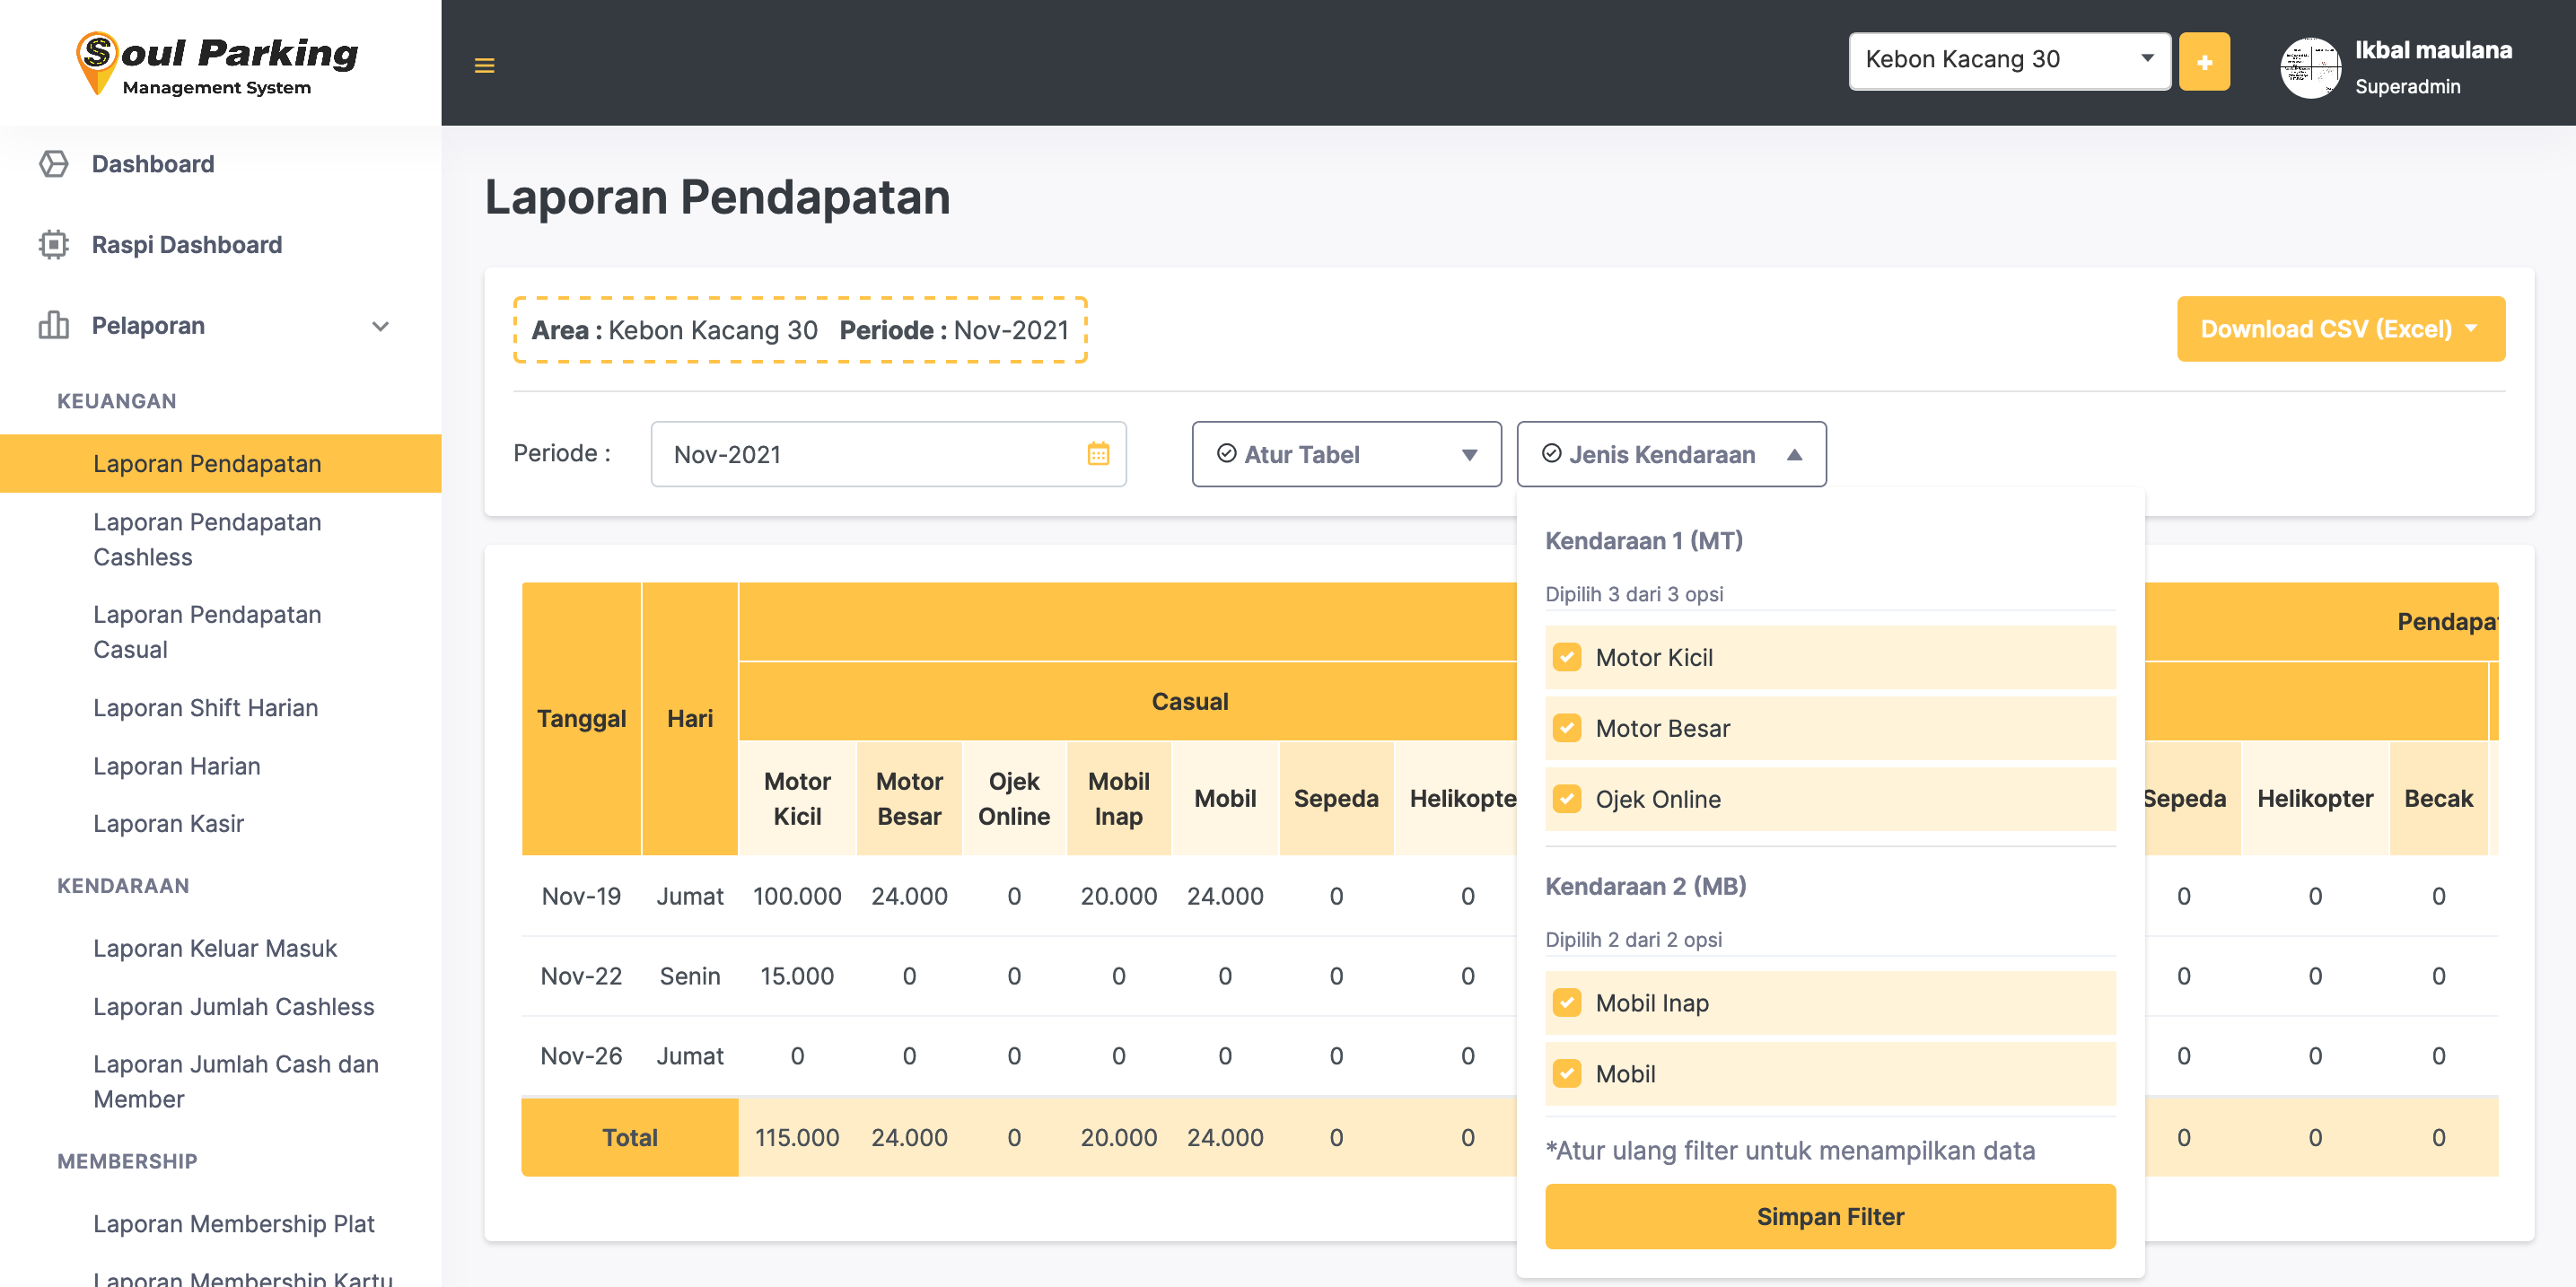 Soul Parking
Management System
Kebon Kacang 30
+
Ikbal maulana
Superadmin
Dashboard
Raspi Dashboard
Pelaporan
KEUANGAN
Laporan Pendapatan
Laporan Pendapatan
Cashless
Laporan Pendapatan
Casual
Laporan Shift Harian
Laporan Harian
Laporan Kasir
KENDARAAN
Laporan Keluar Masuk
Laporan Jumlah Cashless
Laporan Jumlah Cash dan
Member
MEMBERSHIP
Laporan Membership Plat
Laporan Membership Kartu
Laporan Pendapatan
Area : Kebon Kacang 30 Periode : Nov-2021
Download CSV (Excel)
Periode :
Nov-2021
Atur Tabel
Jenis Kendaraan
Kendaraan 1 (MT)
Dipilih 3 dari 3 opsi
Motor Kicil
Motor Besar
Ojek Online
Kendaraan 2 (MB)
Dipilih 2 dari 2 opsi
Mobil Inap
Mobil
*Atur ulang filter untuk menampilkan data
Simpan Filter
Pendapat
Tanggal Hari Casual
Motor Kicil Motor Besar Ojek Online Mobil Inap Mobil Sepeda Helikopte Sepeda Helikopter Becak
Nov-19 Jumat 100.000 24.000 0 20.000 24.000 0 0 0 0 0
Nov-22 Senin 15.000 0 0 0 0 0 0 0 0 0
Nov-26 Jumat 0 0 0 0 0 0 0 0 0 0
Total 115.000 24.000 0 20.000 24.000 0 0 0 0 0